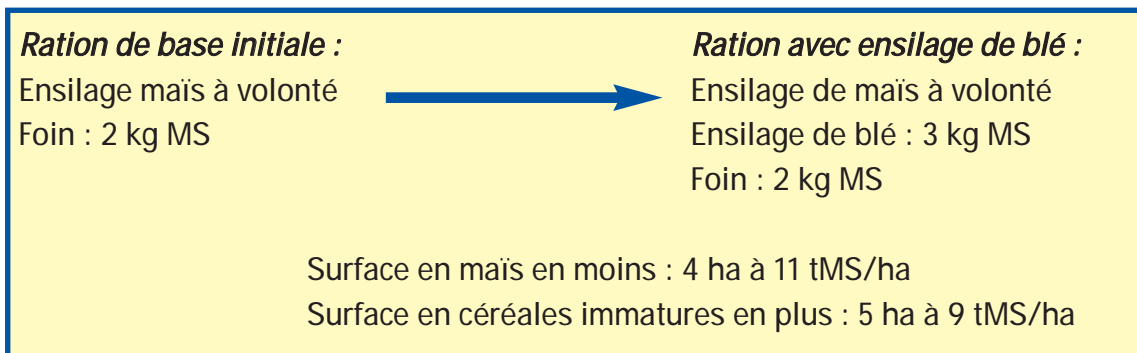 Ration de base initiale :
Ensilage maïs à volonté
Foin : 2 kg MS
Ration avec ensilage de blé :
Ensilage de maïs à volonté
Ensilage de blé : 3 kg MS
Foin : 2 kg MS
Surface en maïs en moins : 4 ha à 11 tMS/ha
Surface en céréales immatures en plus : 5 ha à 9 tMS/ha